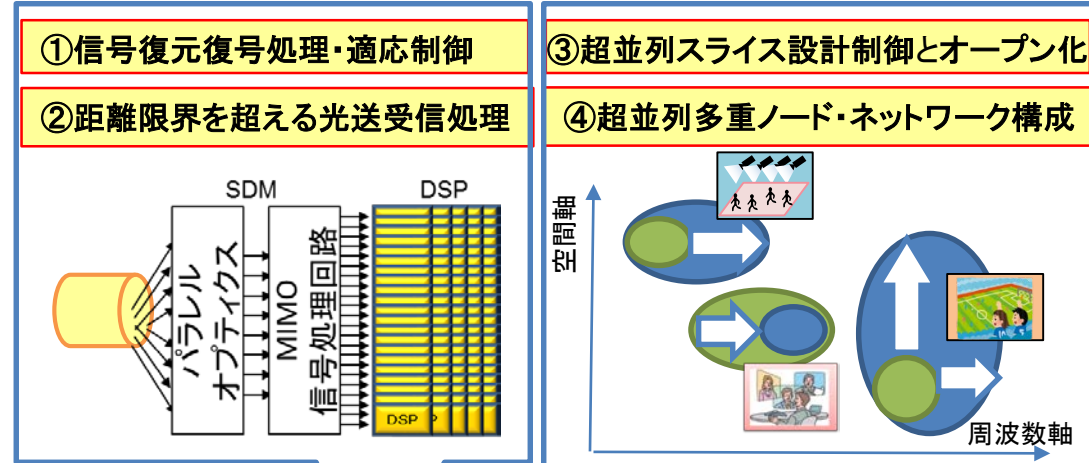 ①信号復元復号処理・適応制御
②距離限界を超える光送受信処理
SDM
DSP
パラレル
オプティクス
MIMO
信号処理回路
DSP
P
③超並列スライス設計制御とオープン化
④超並列多重ノード・ネットワーク構成
空間軸
周波数軸